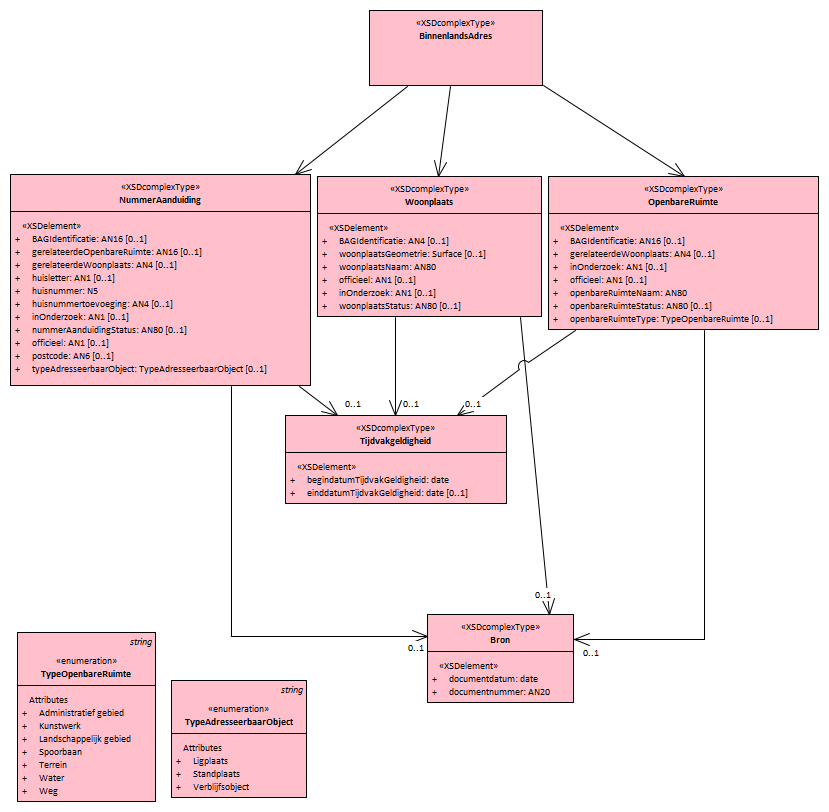 «XSDcomplexType»
BinnenlandsAdres
«XSDcomplexType»
NummerAanduiding
«XSDelement»
+ BAGIdentificatie: AN16 [0..1]
+ gerelateerdeOpenbareRuimte: AN16 [0..1]
+ gerelateerdeWoonplaats: AN4 [0..1]
+ huisletter: AN1 [0..1]
+ huisnummer: N5
+ huisnummertoevoeging: AN4 [0..1]
+ inOnderzoek: AN1 [0..1]
+ nummerAanduidingStatus: AN80 [0..1]
+ officieel: AN1 [0..1]
+ postcode: AN6 [0..1]
+ typeAdresseerbaarObject: TypeAdresseerbaarObject [0..1]
«XSDcomplexType»
Woonplaats
«XSDelement»
+ BAGIdentificatie: AN4 [0..1]
+ woonplaatsGeometrie: Surface [0..1]
+ woonplaatsNaam: AN80
+ officieel: AN1 [0..1]
+ inOnderzoek: AN1 [0..1]
+ woonplaatsStatus: AN80 [0..1]
«XSDcomplexType»
OpenbareRuimte
«XSDelement»
+ BAGIdentificatie: AN16 [0..1]
+ gerelateerdeWoonplaats: AN4 [0..1]
+ inOnderzoek: AN1 [0..1]
+ officieel: AN1 [0..1]
+ openbareRuimteNaam: AN80
+ openbareRuimteStatus: AN80 [0..1]
+ openbareRuimteType: TypeOpenbareRuimte [0..1]
0..1
0..1
0..1
«XSDcomplexType»
Tijdvakgeldigheid
«XSDelement»
+ begindatumTijdvakGeldigheid: date
+ einddatumTijdvakGeldigheid: date [0..1]
0..1
0..1
0..1
«XSDcomplexType»
Bron
«XSDelement»
+ documentdatum: date
+ documentnummer: AN20
string
«enumeration»
TypeOpenbareRuimte
Attributes
+ Administratief gebied
+ Kunstwerk
+ Landschappelijk gebied
+ Spoorbaan
+ Terrein
+ Water
+ Weg
string
«enumeration»
TypeAdresseerbaarObject
Attributes
+ Ligplaats
+ Standplaats
+ Verblijfsobject